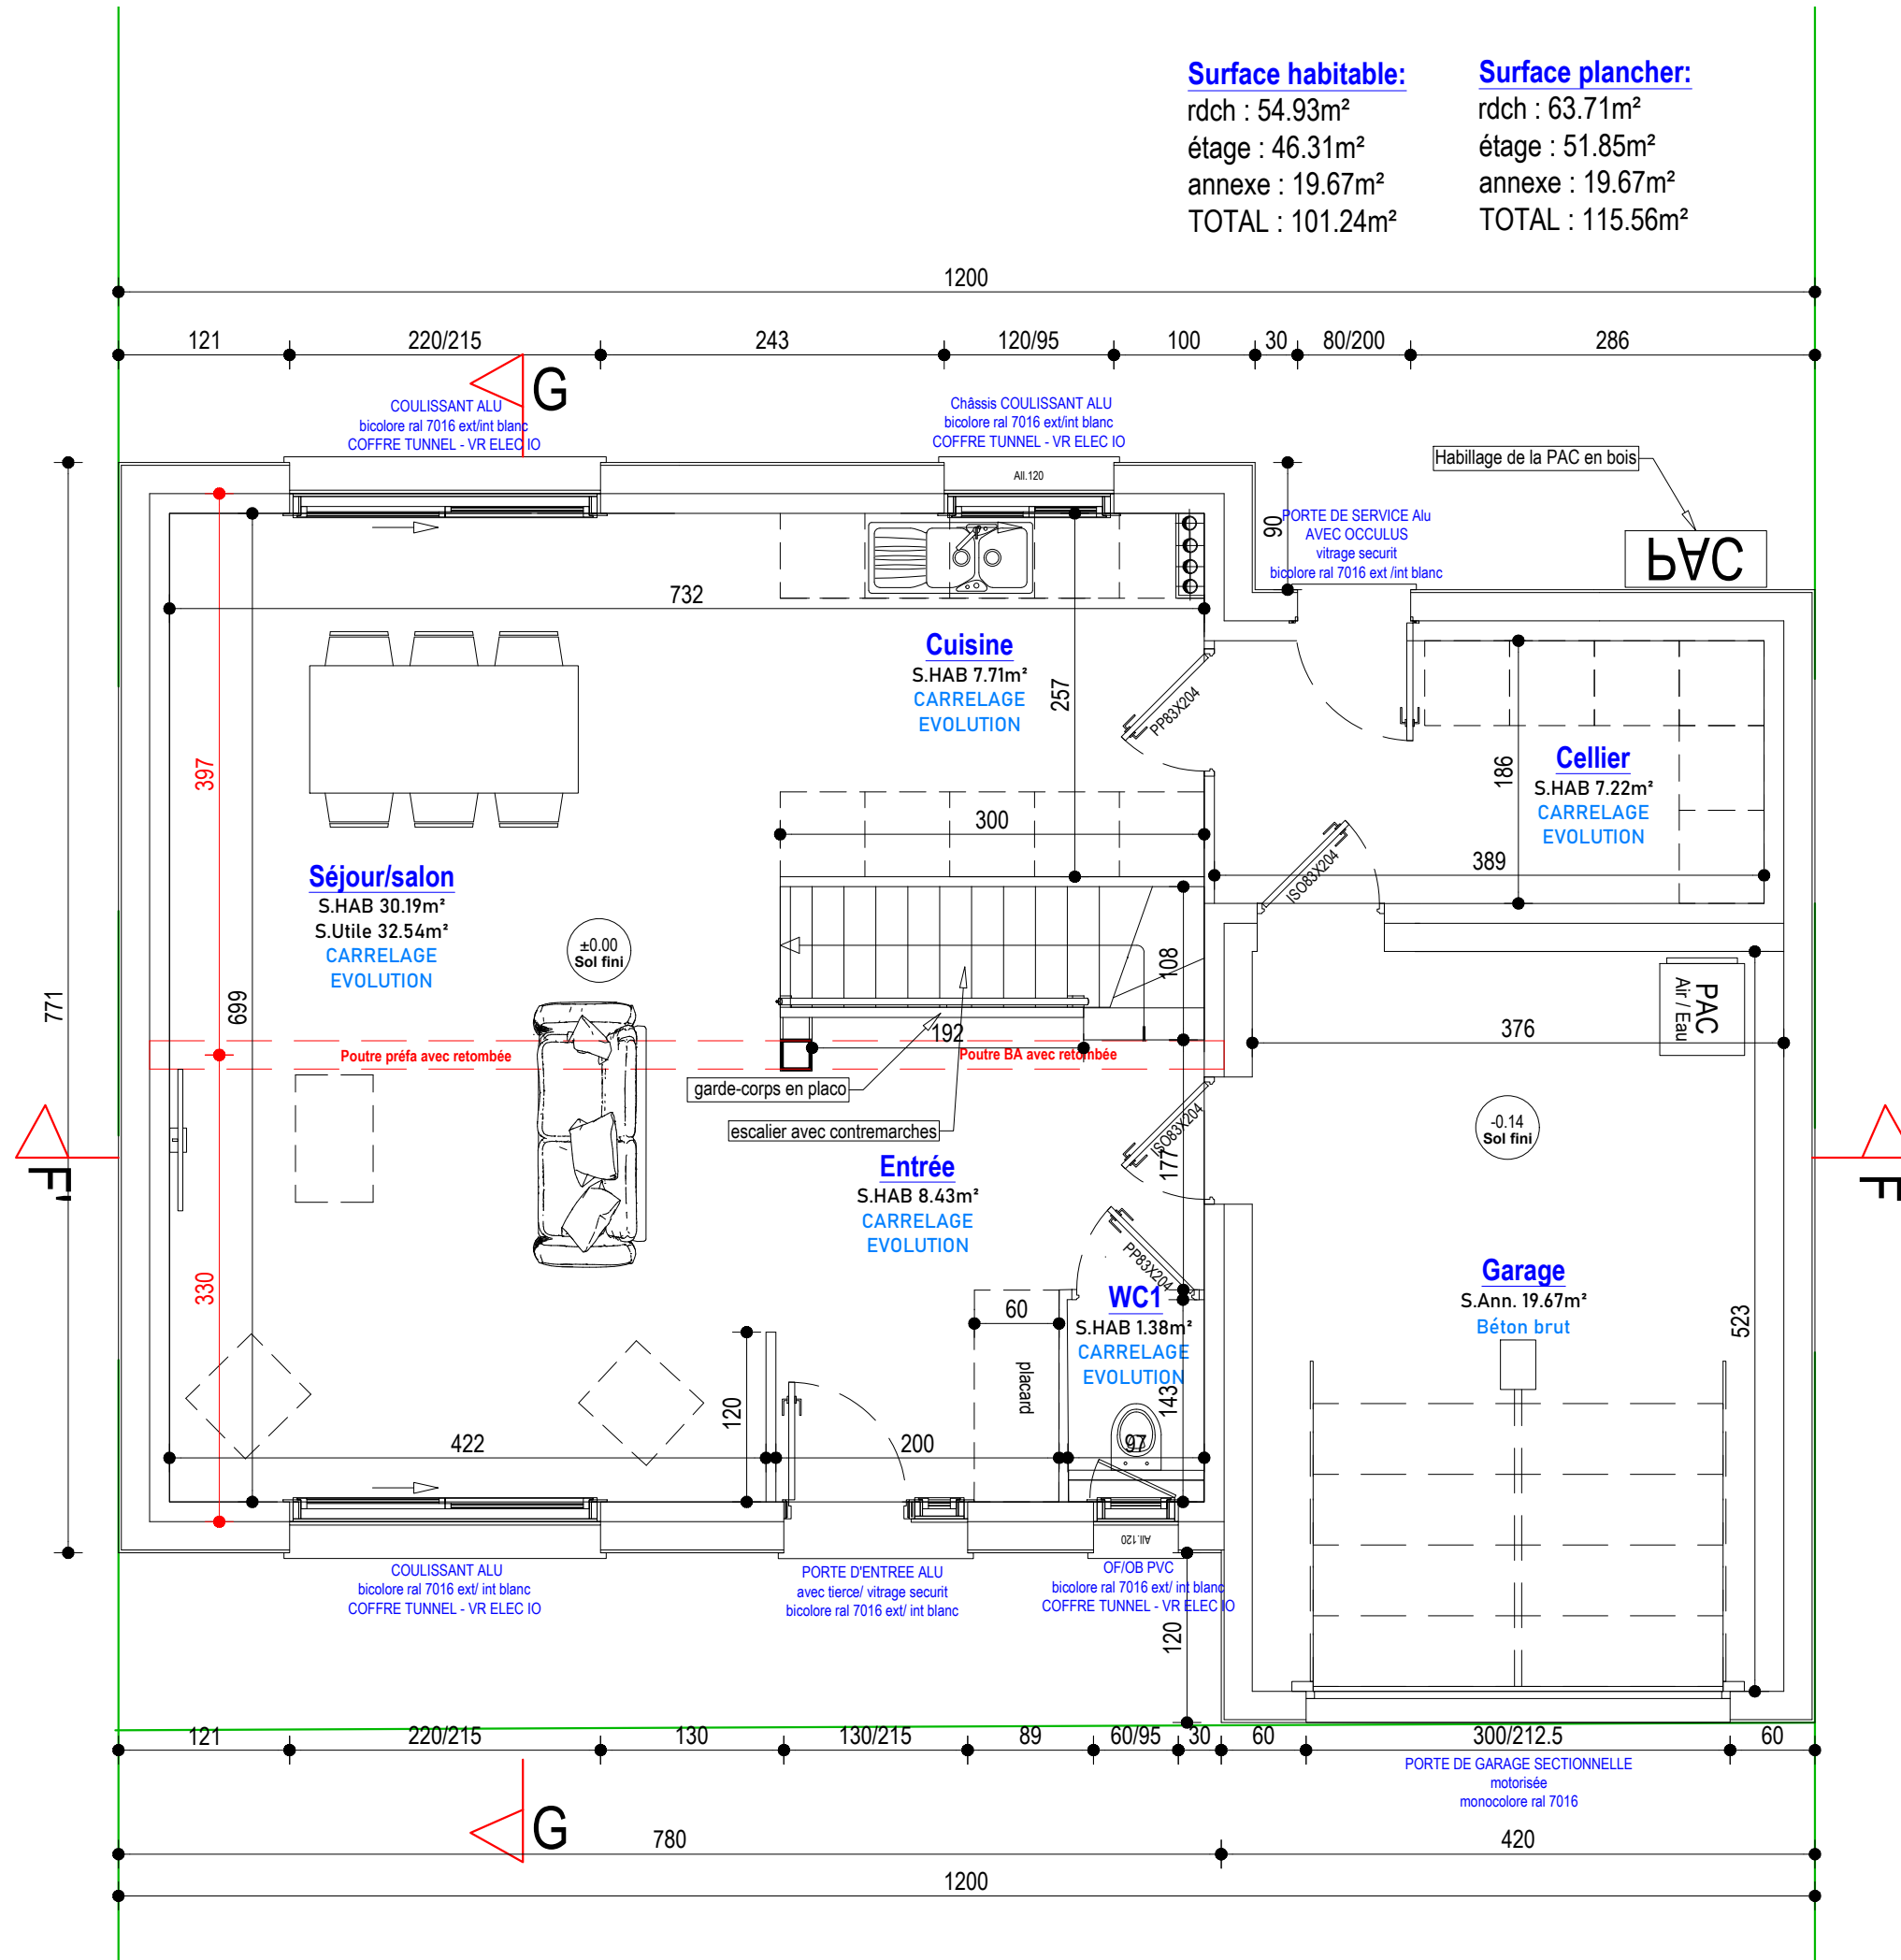 Surface habitable:
rdch : 54.93m²
étage : 46.31m²
annexe : 19.67m²
TOTAL : 101.24m²
Surface plancher:
rdch : 63.71m²
étage : 51.85m²
annexe : 19.67m²
TOTAL : 115.56m²
1200
121
220/215
243
120/95
100
30
80/200
286
G
COULISSANT ALU
bicolore ral 7016 ext/int blanc
COFFRE TUNNEL - VR ELEC IO
Châssis COULISSANT ALU
bicolore ral 7016 ext/int blanc
COFFRE TUNNEL - VR ELEC IO
All.120
Habillage de la PAC en bois
90
PORTE DE SERVICE Alu
AVEC OCCULUS
vitrage securit
bicolore ral 7016 ext /int blanc
PAC
732
Cuisine
S.HAB 7.71m²
CARRELAGE
EVOLUTION
257
PP83X204
397
186
Cellier
S.HAB 7.22m²
CARRELAGE
EVOLUTION
300
389
ISO83X204
Séjour/salon
S.HAB 30.19m²
S.Utile 32.54m²
CARRELAGE
EVOLUTION
±0.00
Sol fini
108
771
699
PAC
Air / Eau
376
192
Poutre préfa avec retombée
Poutre BA avec retombée
garde-corps en placo
escalier avec contremarches
ISO83X204
177
-0.14
Sol fini
F'
F
Entrée
S.HAB 8.43m²
CARRELAGE
EVOLUTION
PP83X204
330
60
WC1
S.HAB 1.38m²
CARRELAGE
EVOLUTION
placard
143
Garage
S.Ann. 19.67m²
Béton brut
523
120
422
200
97
All.120
COULISSANT ALU
bicolore ral 7016 ext/ int blanc
COFFRE TUNNEL - VR ELEC IO
PORTE D'ENTREE ALU
avec tierce/ vitrage securit
bicolore ral 7016 ext/ int blanc
OF/OB PVC
bicolore ral 7016 ext/ int blanc
COFFRE TUNNEL - VR ELEC IO
120
121
220/215
130
130/215
89
60/95
30
60
300/212.5
60
PORTE DE GARAGE SECTIONNELLE
motorisée
monocolore ral 7016
G
780
420
1200